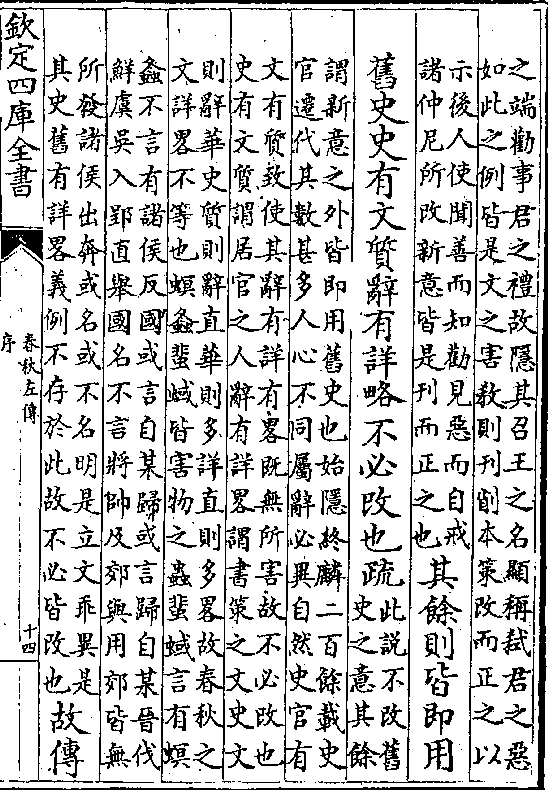 之端勸事君之禮故隱其召王之名顯稱弑君之惡
如此之例皆是文之害敎則刊削本策改而正之以
示後人使聞善而知勸見惡而自戒
諸仲尼所改新意皆是刊而正之也
其餘則皆即用
舊史史有文質辭有詳略不必改也疏
此説不改舊
史之意其餘
謂新意之外皆即用舊史也始隱終麟二百餘載史
官遷代其數甚多人心不同屬辭必異自然史官有
文有質致使其辭有詳有畧既無所害故不必改也
史有文質謂居官之人辭有詳畧謂書策之文史文
則辭華史質則辭直華則多詳直則多畧故春秋之
文詳畧不等也螟螽蜚蜮皆害物之蟲蜚蜮言有螟
螽不言有諸侯反國或言自某歸或言歸自某晉伐
鮮虞吳入郢直舉國名不言將帥及郊與用郊皆無
所發諸侯出奔或名或不名明是立文乖異是
其史舊有詳畧義例不存於此故不必皆改也
故傳
欽定四庫全書
春秋左傳
序
十四